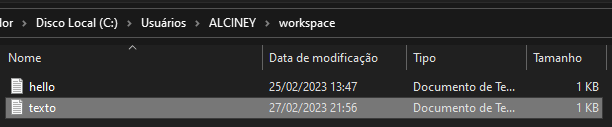 dor > Disco Local (C:) > Usuários > ALCINEY > workspace
Nome Data de modificação Tipo Tamanho
hello 25/02/2023 13:47 Documento de Te... 1 KB
texto 27/02/2023 21:56 Documento de Te... 1 KB